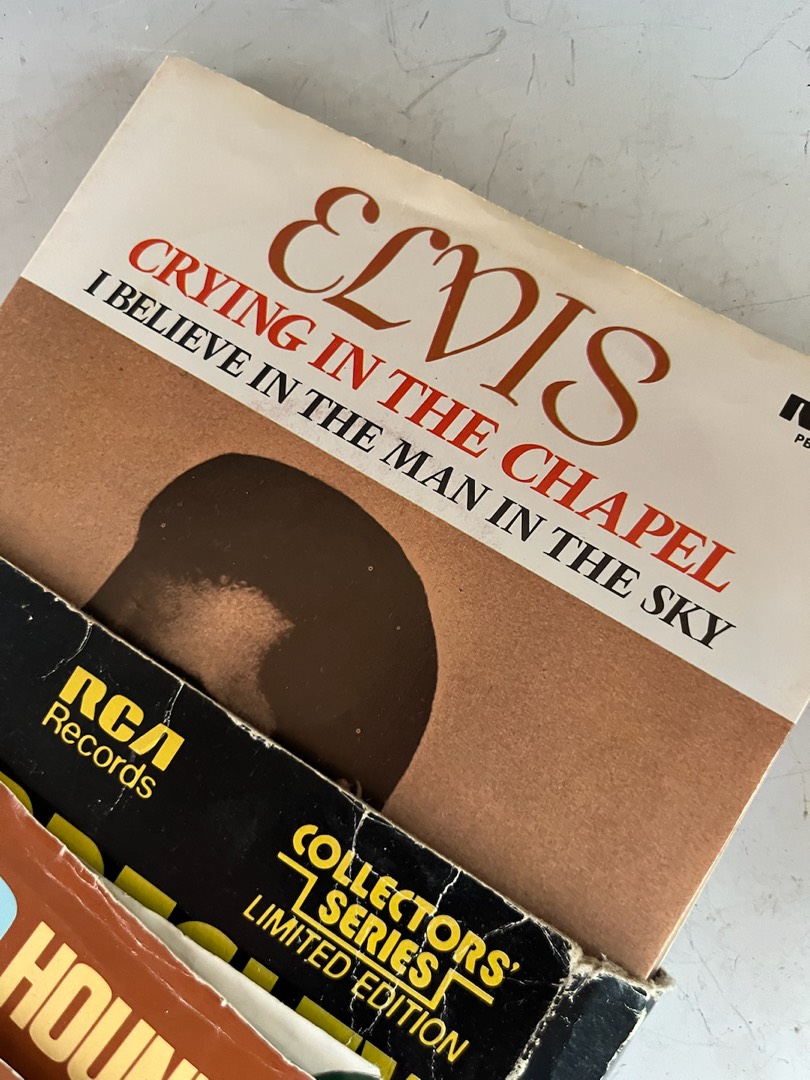 ELVIS
CRYING IN THE CHAPEL
I BELIEVE IN THE MAN IN THE SKY
RCA
Records
COLLECTORS'
SERIES
LIMITED EDITION